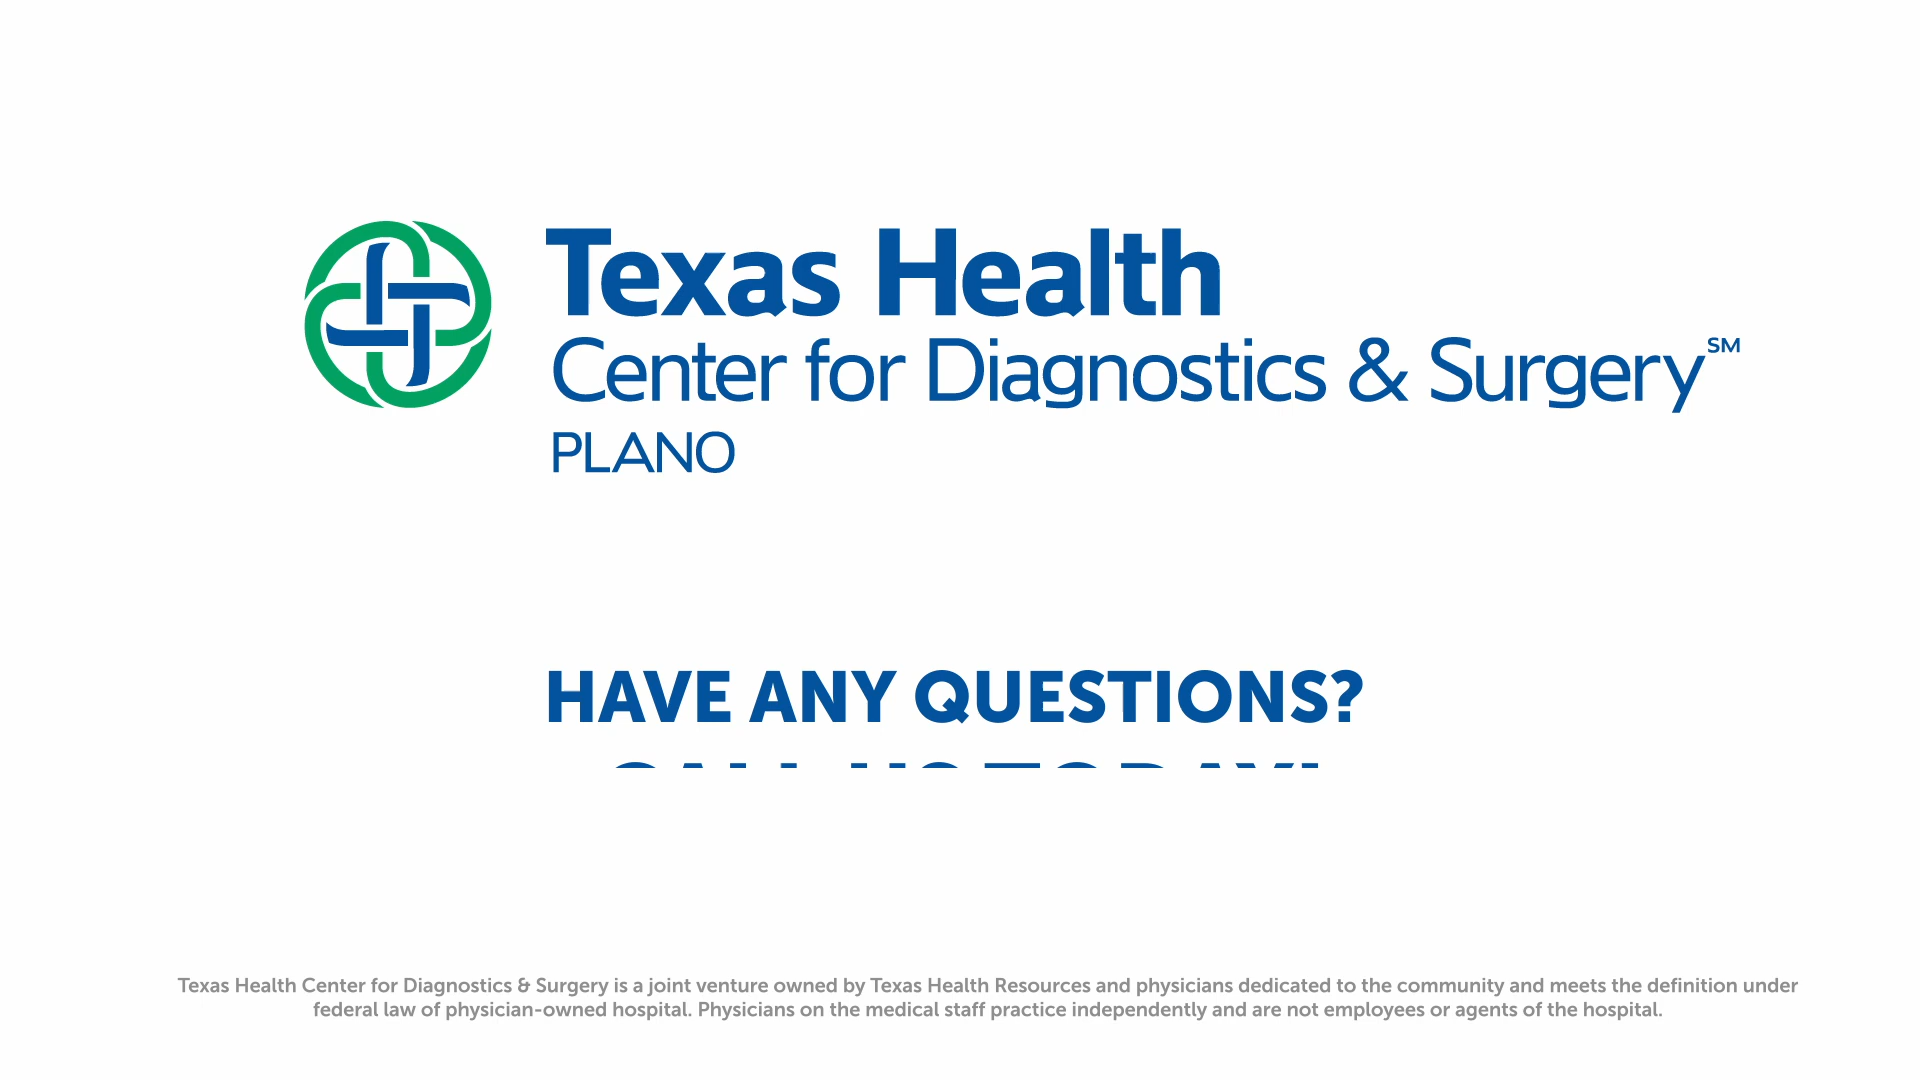 Texas Health
Center for Diagnostics & Surgery℠
PLANO
HAVE ANY QUESTIONS?
CALL US TODAY!
Texas Health Center for Diagnostics & Surgery is a joint venture owned by Texas Health Resources and physicians dedicated to the community and meets the definition under
federal law of physician-owned hospital. Physicians on the medical staff practice independently and are not employees or agents of the hospital.